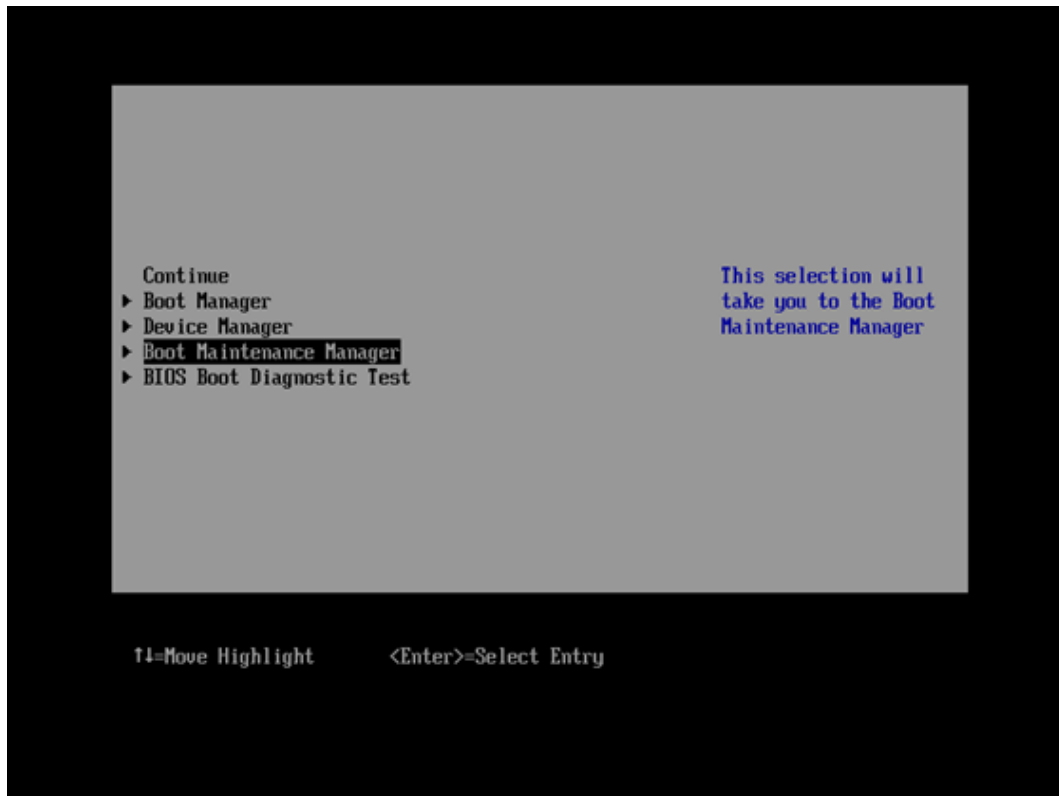 Continue
▶ Boot Manager
▶ Device Manager
▶ Boot Maintenance Manager
▶ BIOS Boot Diagnostic Test
This selection will
take you to the Boot
Maintenance Manager
↑↓=Move Highlight <Enter>=Select Entry